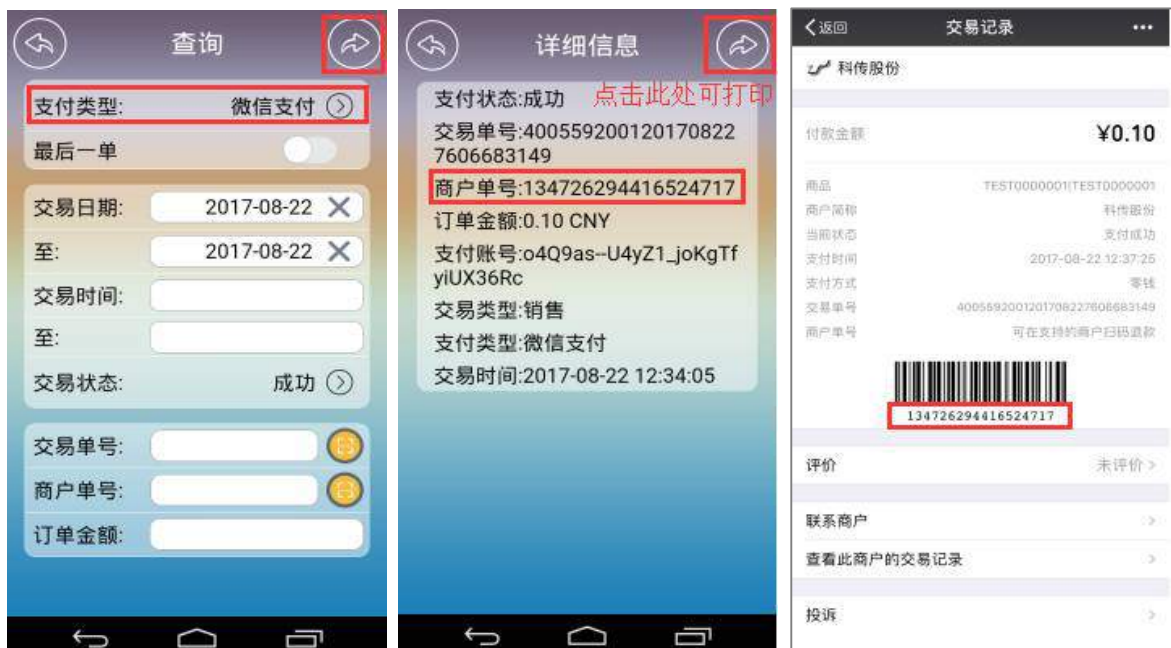 查询
支付类型: 微信支付
最后一单
交易日期: 2017-08-22
至: 2017-08-22
交易时间:
至:
交易状态: 成功
交易单号:
商户单号:
订单金额:
详细信息
点击此处可打印
支付状态:成功
交易单号:400559200120170822
7606683149
商户单号:134726294416524717
订单金额:0.10 CNY
支付账号:o4Q9as--U4yZ1_joKgTf
yiUX36Rc
交易类型:销售
支付类型:微信支付
交易时间:2017-08-22 12:34:05
返回 交易记录
科传股份
付款金额 ¥0.10
商品 TEST0000001(TEST0000001
商户简称 科传股份
当前状态 支付成功
支付时间 2017-08-22 12:37:25
支付方式 零钱
交易单号 4005592001201708227606683149
商户单号 可在支持的商户扫码退款
134726294416524717
评价 未评价
联系商户
查看此商户的交易记录
投诉